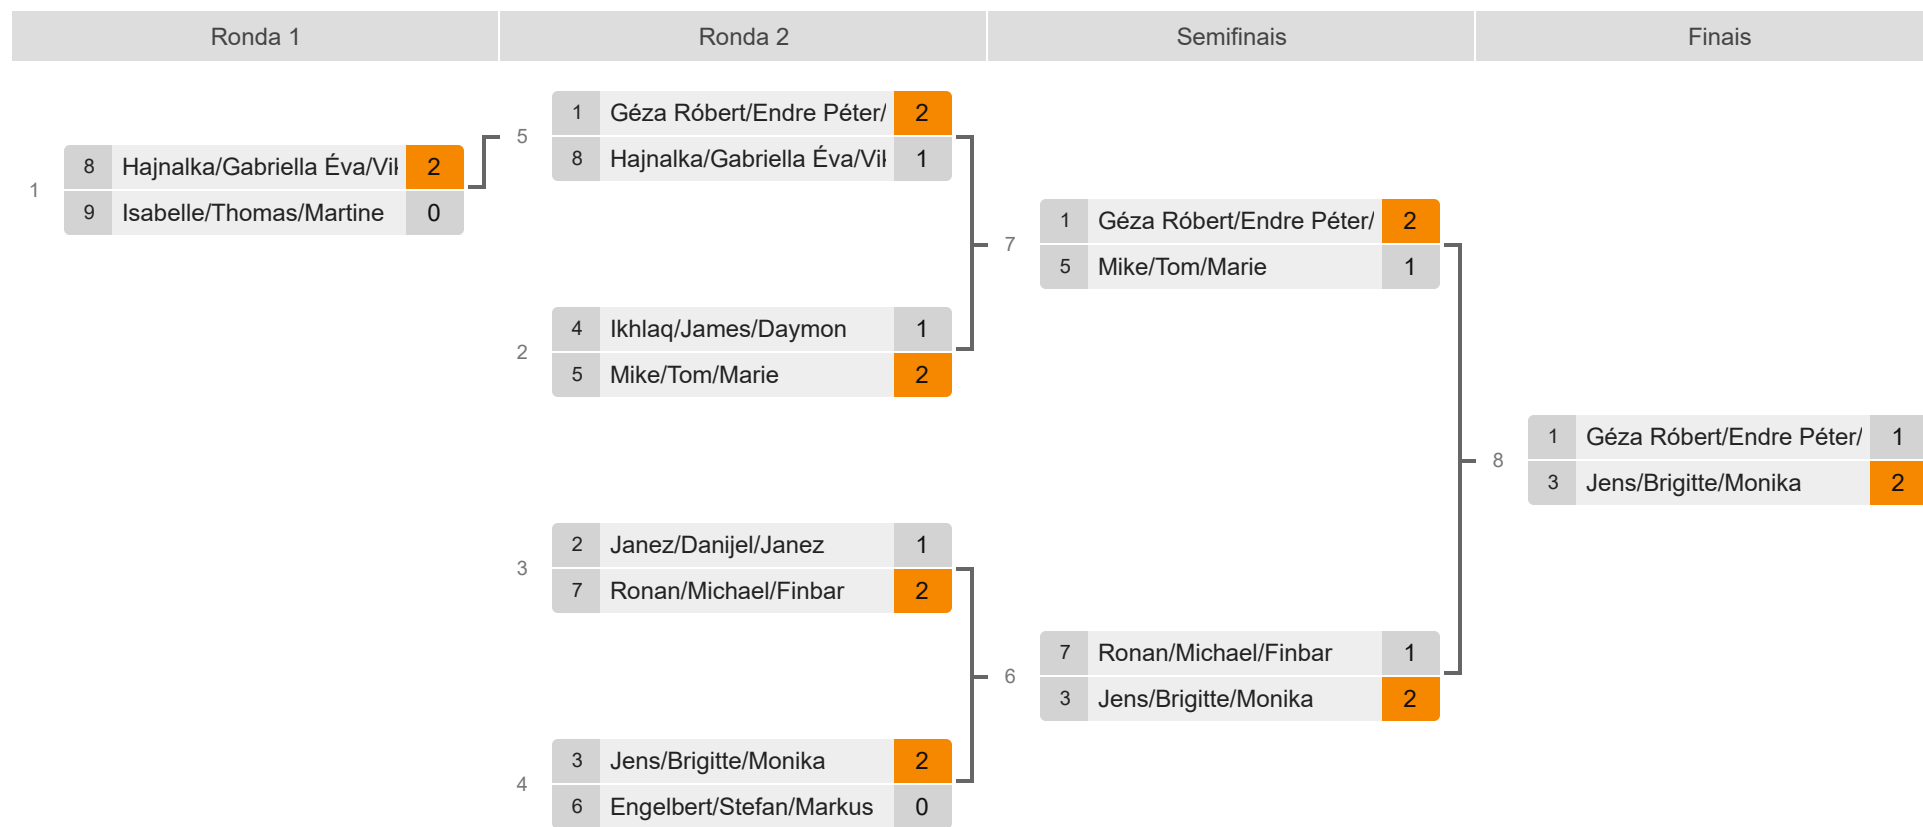 Ronda 1
Ronda 2
Semifinais
Finais
1
8 Hajnalka/Gabriella Éva/Vi 2
9 Isabelle/Thomas/Martine 0
5
1 Géza Róbert/Endre Péter/ 2
8 Hajnalka/Gabriella Éva/Vi 1
2
4 Ikhlaq/James/Daymon 1
5 Mike/Tom/Marie 2
3
2 Janez/Danijel/Janez 1
7 Ronan/Michael/Finbar 2
4
3 Jens/Brigitte/Monika 2
6 Engelbert/Stefan/Markus 0
7
1 Géza Róbert/Endre Péter/ 2
5 Mike/Tom/Marie 1
6
7 Ronan/Michael/Finbar 1
3 Jens/Brigitte/Monika 2
8
1 Géza Róbert/Endre Péter/ 1
3 Jens/Brigitte/Monika 2